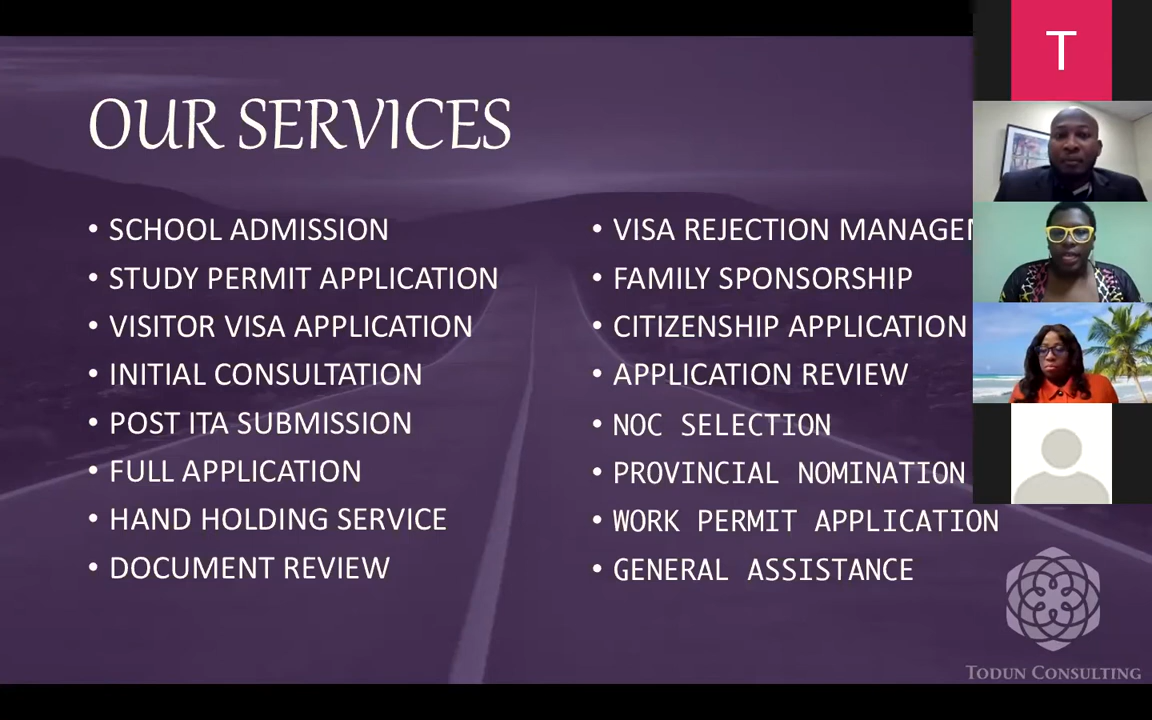 OUR SERVICES
• SCHOOL ADMISSION
• STUDY PERMIT APPLICATION
• VISITOR VISA APPLICATION
• INITIAL CONSULTATION
• POST ITA SUBMISSION
• FULL APPLICATION
• HAND HOLDING SERVICE
• DOCUMENT REVIEW
• VISA REJECTION
• FAMILY SPONSORSHIP
• CITIZENSHIP APPLICATION
• APPLICATION REVIEW
• NOC SELECTION
• PROVINCIAL NOMINATION
• WORK PERMIT APPLICATION
• GENERAL ASSISTANCE
T
TODUN CONSULTING